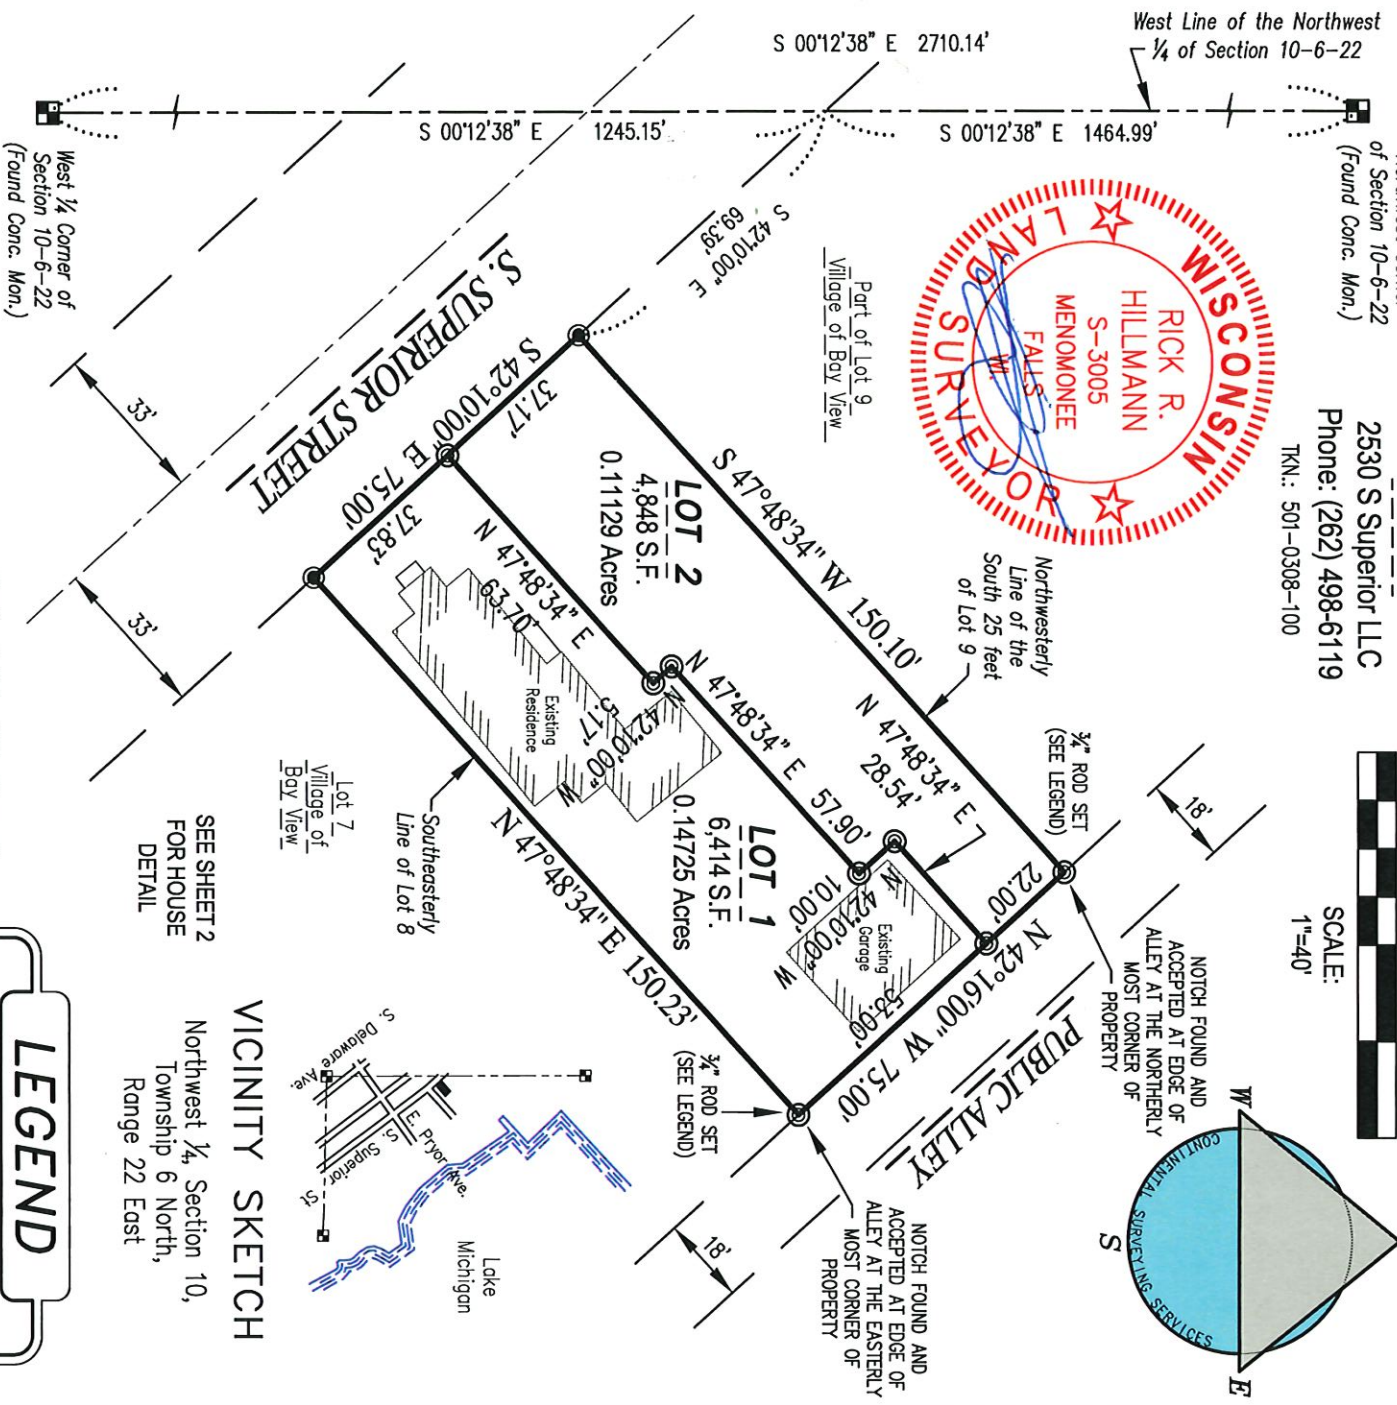 West Line of the Northwest
¼ of Section 10-6-22
S 00°12'38" E 2710.14'
S 00°12'38" E 1245.15'
S 00°12'38" E 1464.99'
of Section 10-6-22
(Found Conc. Mon.)
West ¼ Corner of
Section 10-6-22
(Found Conc. Mon.)
S 42°10'00" E
69.39'
2530 S Superior LLC
Phone: (262) 498-6119
TKN.: 501-0308-100
WISCONSIN
RICK R.
HILLMANN
S-3005
MENOMONEE
FALLS
WI.
LAND SURVEYOR
Part of Lot 9
Village of Bay View
S. SUPERIOR STREET
33'
33'
S 42°10'00" E 75.00'
37.17'
37.83'
S 47°48'34" W 150.10'
Northwesterly
Line of the
South 25 feet
of Lot 9
LOT 2
4,848 S.F.
0.11129 Acres
N 47°48'34" E
63.70'
N 42°10'00" W
5.17'
N 47°48'34" E 57.90'
N 47°48'34" E
28.54'
N 42°10'00" W
10.00'
Existing
Residence
Existing
Garage
LOT 1
6,414 S.F.
0.14725 Acres
N 47°48'34" E 150.23'
Southeasterly
Line of Lot 8
Lot 7
Village of
Bay View
N 42°16'00" W 75.00'
22.00'
53.00'
¾" ROD SET
(SEE LEGEND)
¾" ROD SET
(SEE LEGEND)
18'
18'
PUBLIC ALLEY
NOTCH FOUND AND
ACCEPTED AT EDGE OF
ALLEY AT THE NORTHERLY
MOST CORNER OF
PROPERTY
NOTCH FOUND AND
ACCEPTED AT EDGE OF
ALLEY AT THE EASTERLY
MOST CORNER OF
PROPERTY
SCALE:
1"=40'
W
E
S
CONTINENTAL SURVEYING SERVICES
SEE SHEET 2
FOR HOUSE
DETAIL
S. Delaware Ave.
E. Pryor Ave.
S. Superior St
Lake
Michigan
VICINITY SKETCH
Northwest ¼, Section 10,
Township 6 North,
Range 22 East
LEGEND